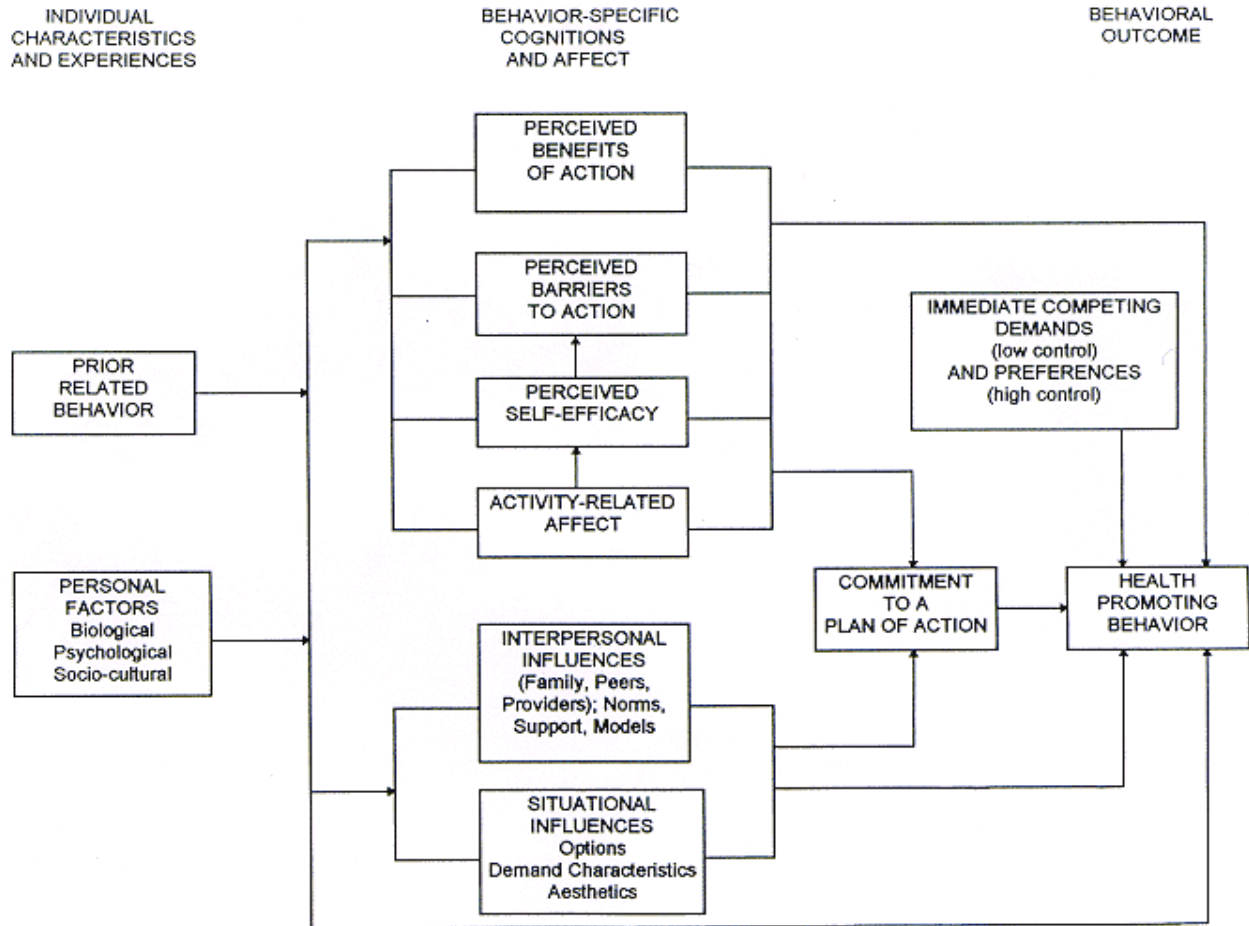 INDIVIDUAL
CHARACTERISTICS
AND EXPERIENCES
BEHAVIOR-SPECIFIC
COGNITIONS
AND AFFECT
BEHAVIORAL
OUTCOME
PERCEIVED
BENEFITS
OF ACTION
PERCEIVED
BARRIERS
TO ACTION
IMMEDIATE COMPETING
DEMANDS
(low control)
AND PREFERENCES
(high control)
PRIOR
RELATED
BEHAVIOR
PERCEIVED
SELF-EFFICACY
ACTIVITY-RELATED
AFFECT
PERSONAL
FACTORS
Biological
Psychological
Socio-cultural
COMMITMENT
TO A
PLAN OF ACTION
HEALTH
PROMOTING
BEHAVIOR
INTERPERSONAL
INFLUENCES
(Family, Peers,
Providers); Norms,
Support, Models
SITUATIONAL
INFLUENCES
Options
Demand Characteristics
Aesthetics